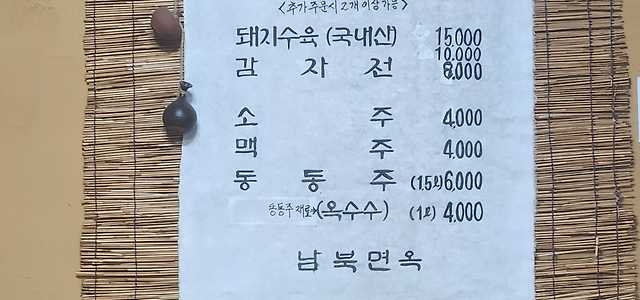 <추가 주문시 2개 이상 가능>
돼지수육 (국내산) 15,000
10,000
감자전 8,000
소주 4,000
맥주 4,000
동동주 (1.5ℓ) 6,000
동동주 재료→(옥수수) (1ℓ) 4,000
남북면옥